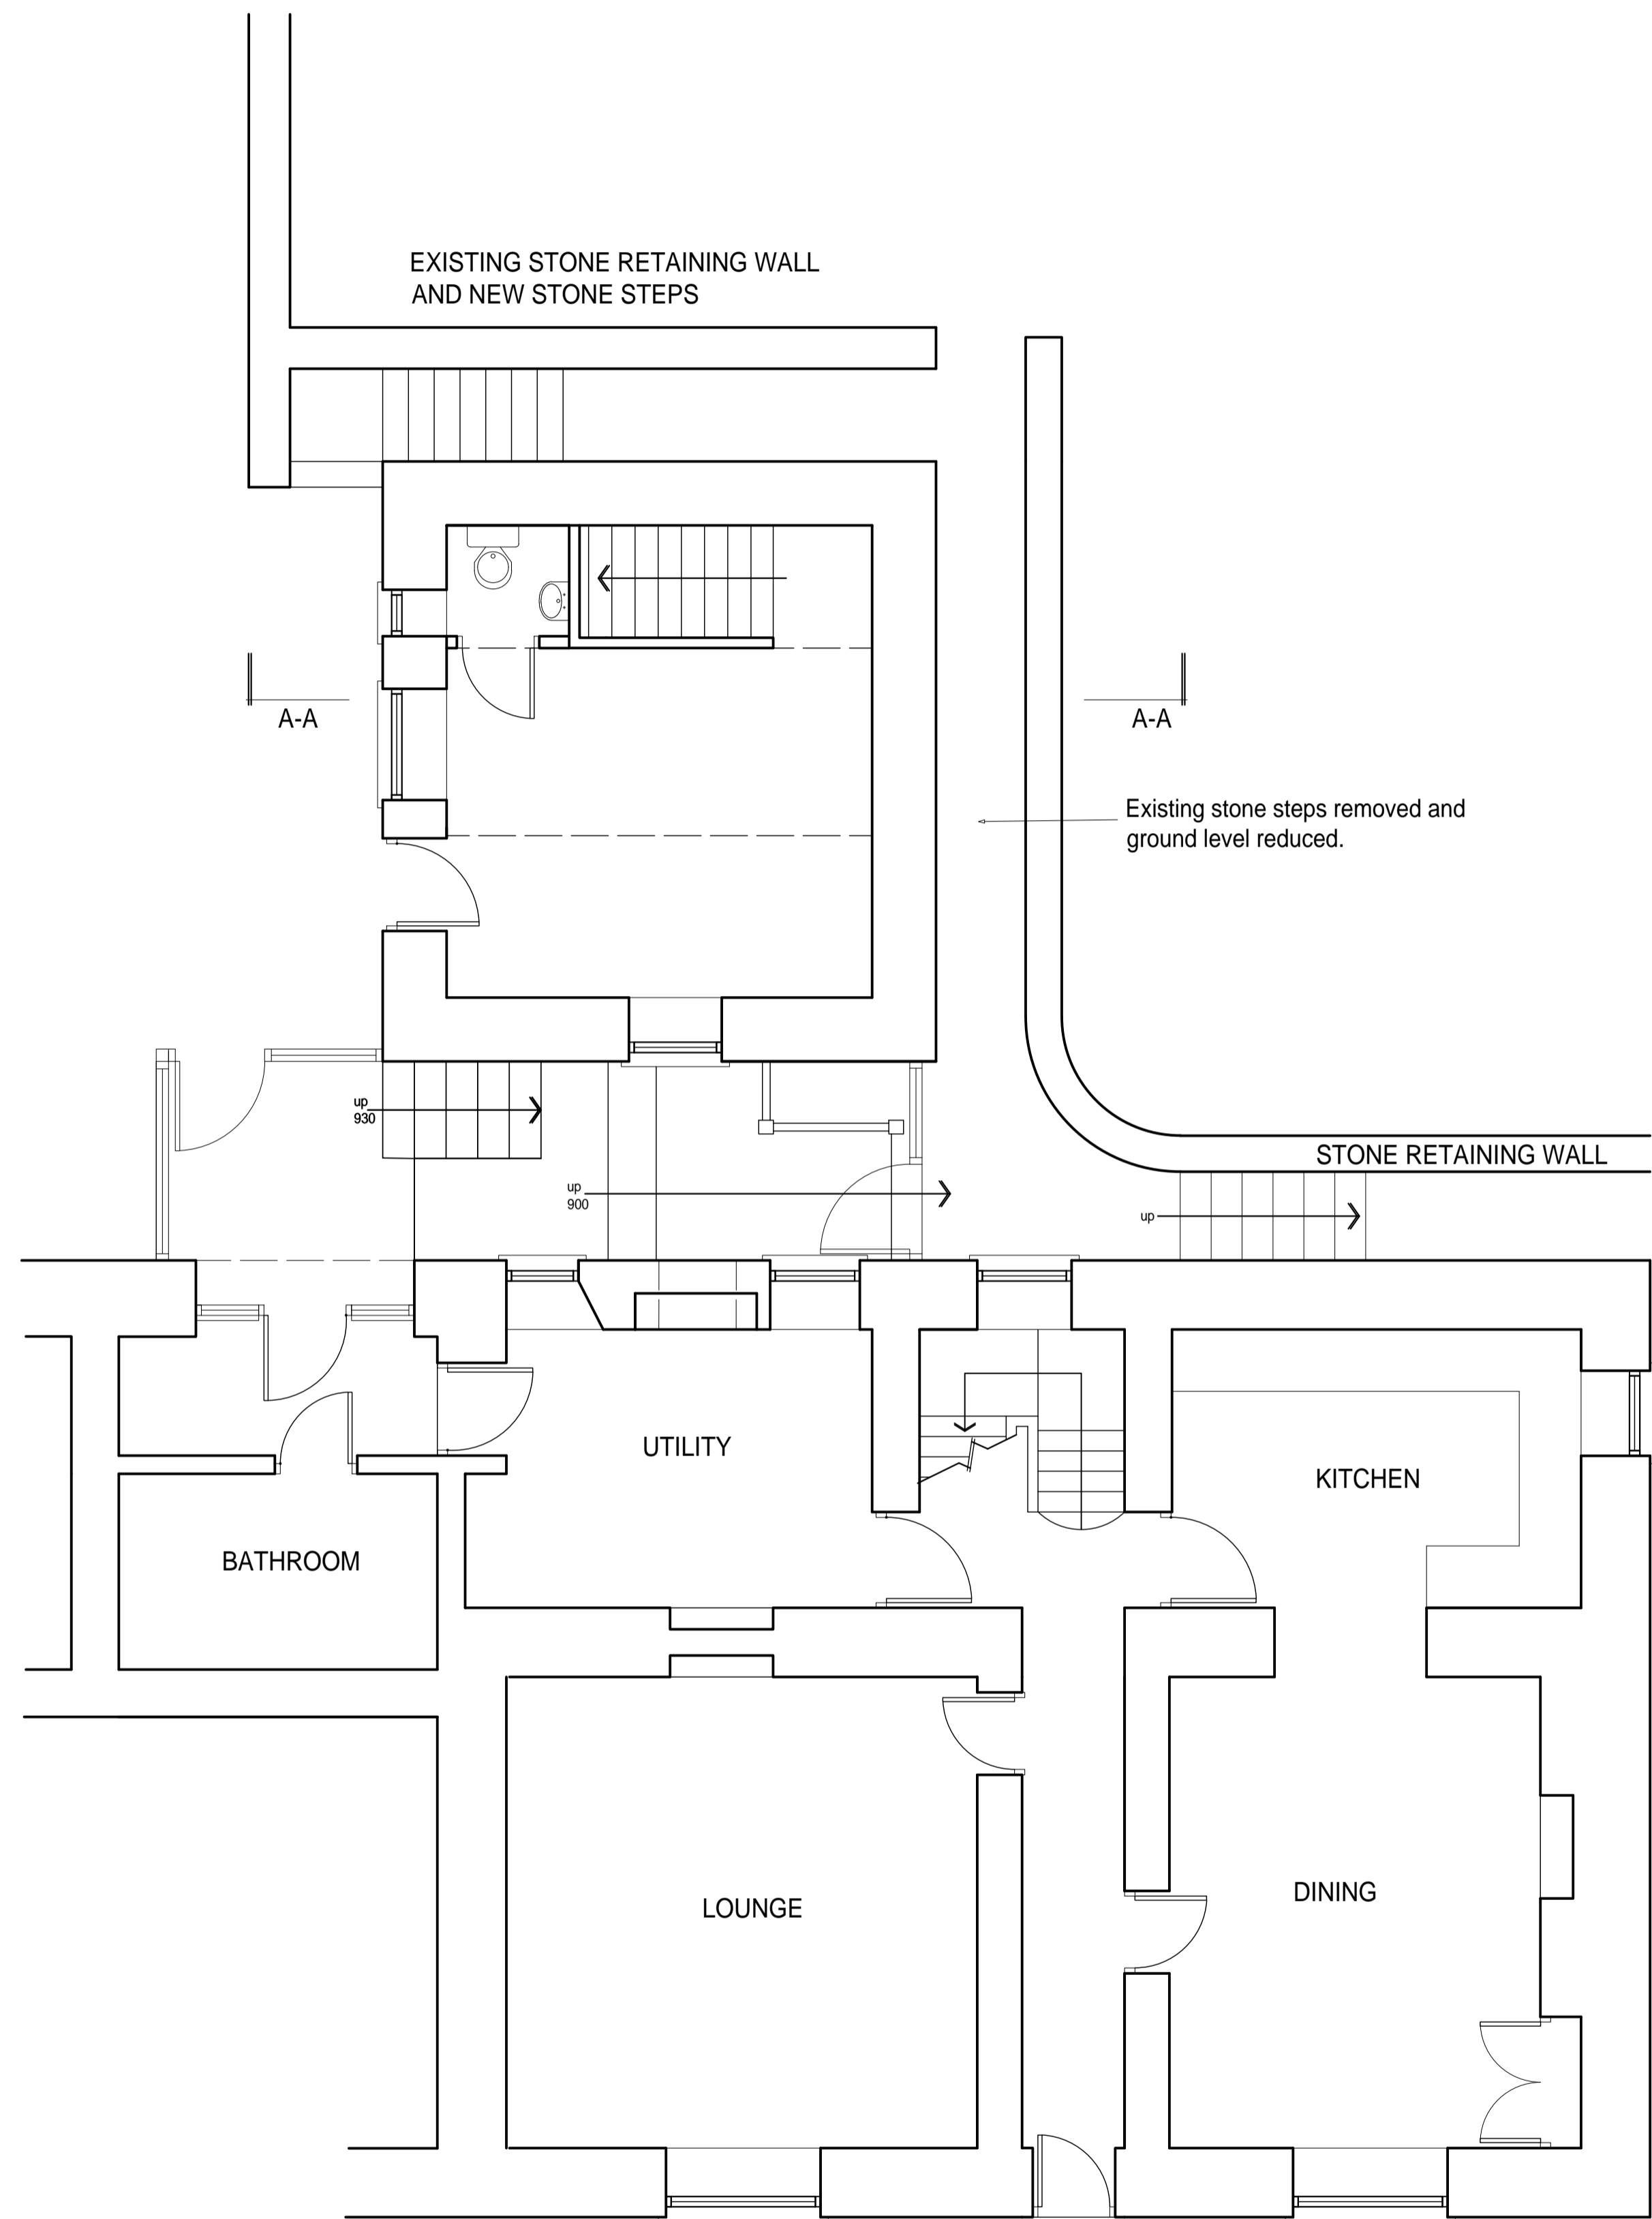 EXISTING STONE RETAINING WALL
AND NEW STONE STEPS
A-A
A-A
Existing stone steps removed and
ground level reduced.
up
930
STONE RETAINING WALL
up
900
up
UTILITY
KITCHEN
BATHROOM
DINING
LOUNGE